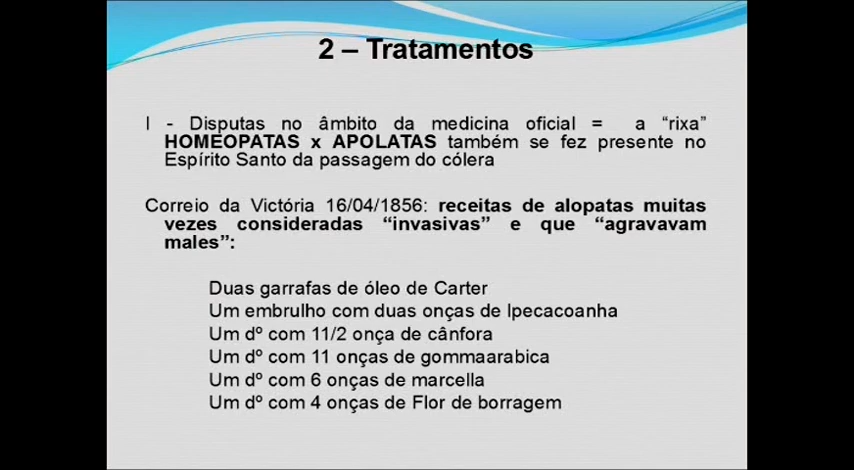 2 – Tratamentos
I - Disputas no âmbito da medicina oficial = a “rixa”
HOMEOPATAS x APOLATAS também se fez presente no
Espírito Santo da passagem do cólera
Correio da Victória 16/04/1856: receitas de alopatas muitas
vezes consideradas “invasivas” e que “agravavam
males”:
Duas garrafas de óleo de Carter
Um embrulho com duas onças de Ipecacoanha
Um dº com 11/2 onça de cânfora
Um dº com 11 onças de gommaarabica
Um dº com 6 onças de marcella
Um dº com 4 onças de Flor de borragem